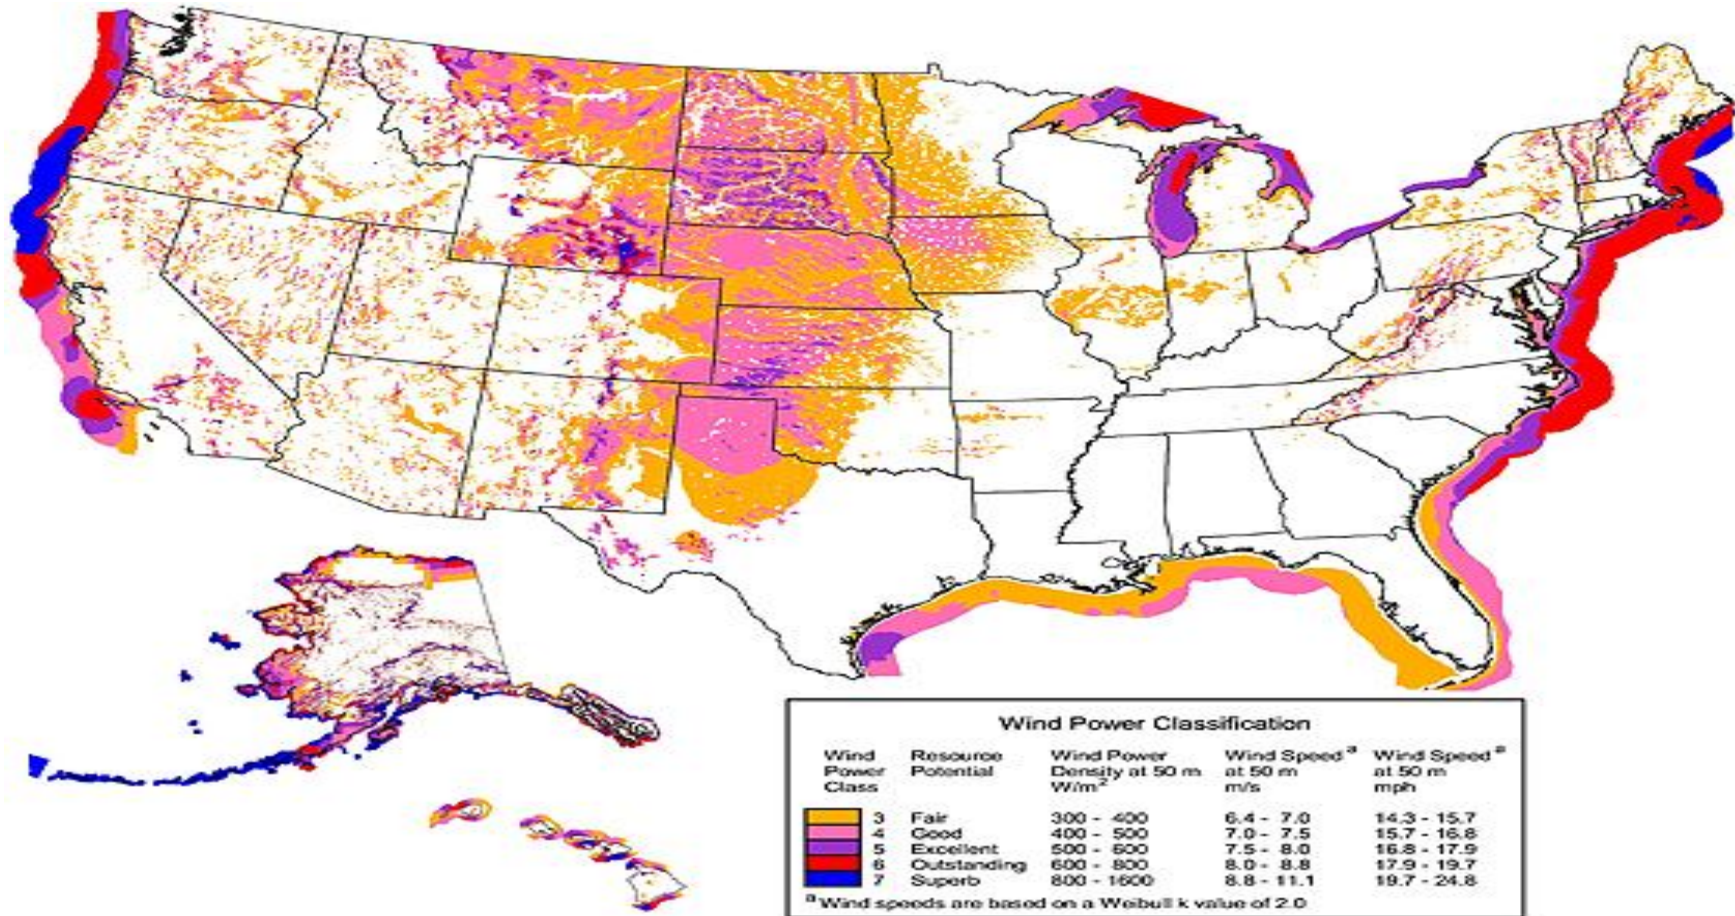 Wind Power Classification
Wind Resource Wind Power Wind Speed a Wind Speed a
Power Potential Density at 50 m at 50 m at 50 m
Class W/m2 m/s mph
3 Fair 300 - 400 6.4 - 7.0 14.3 - 15.7
4 Good 400 - 500 7.0 - 7.5 15.7 - 16.8
5 Excellent 500 - 600 7.5 - 8.0 16.8 - 17.9
6 Outstanding 600 - 800 8.0 - 8.8 17.9 - 19.7
7 Superb 800 - 1600 8.8 - 11.1 19.7 - 24.8
a Wind speeds are based on a Weibull k value of 2.0